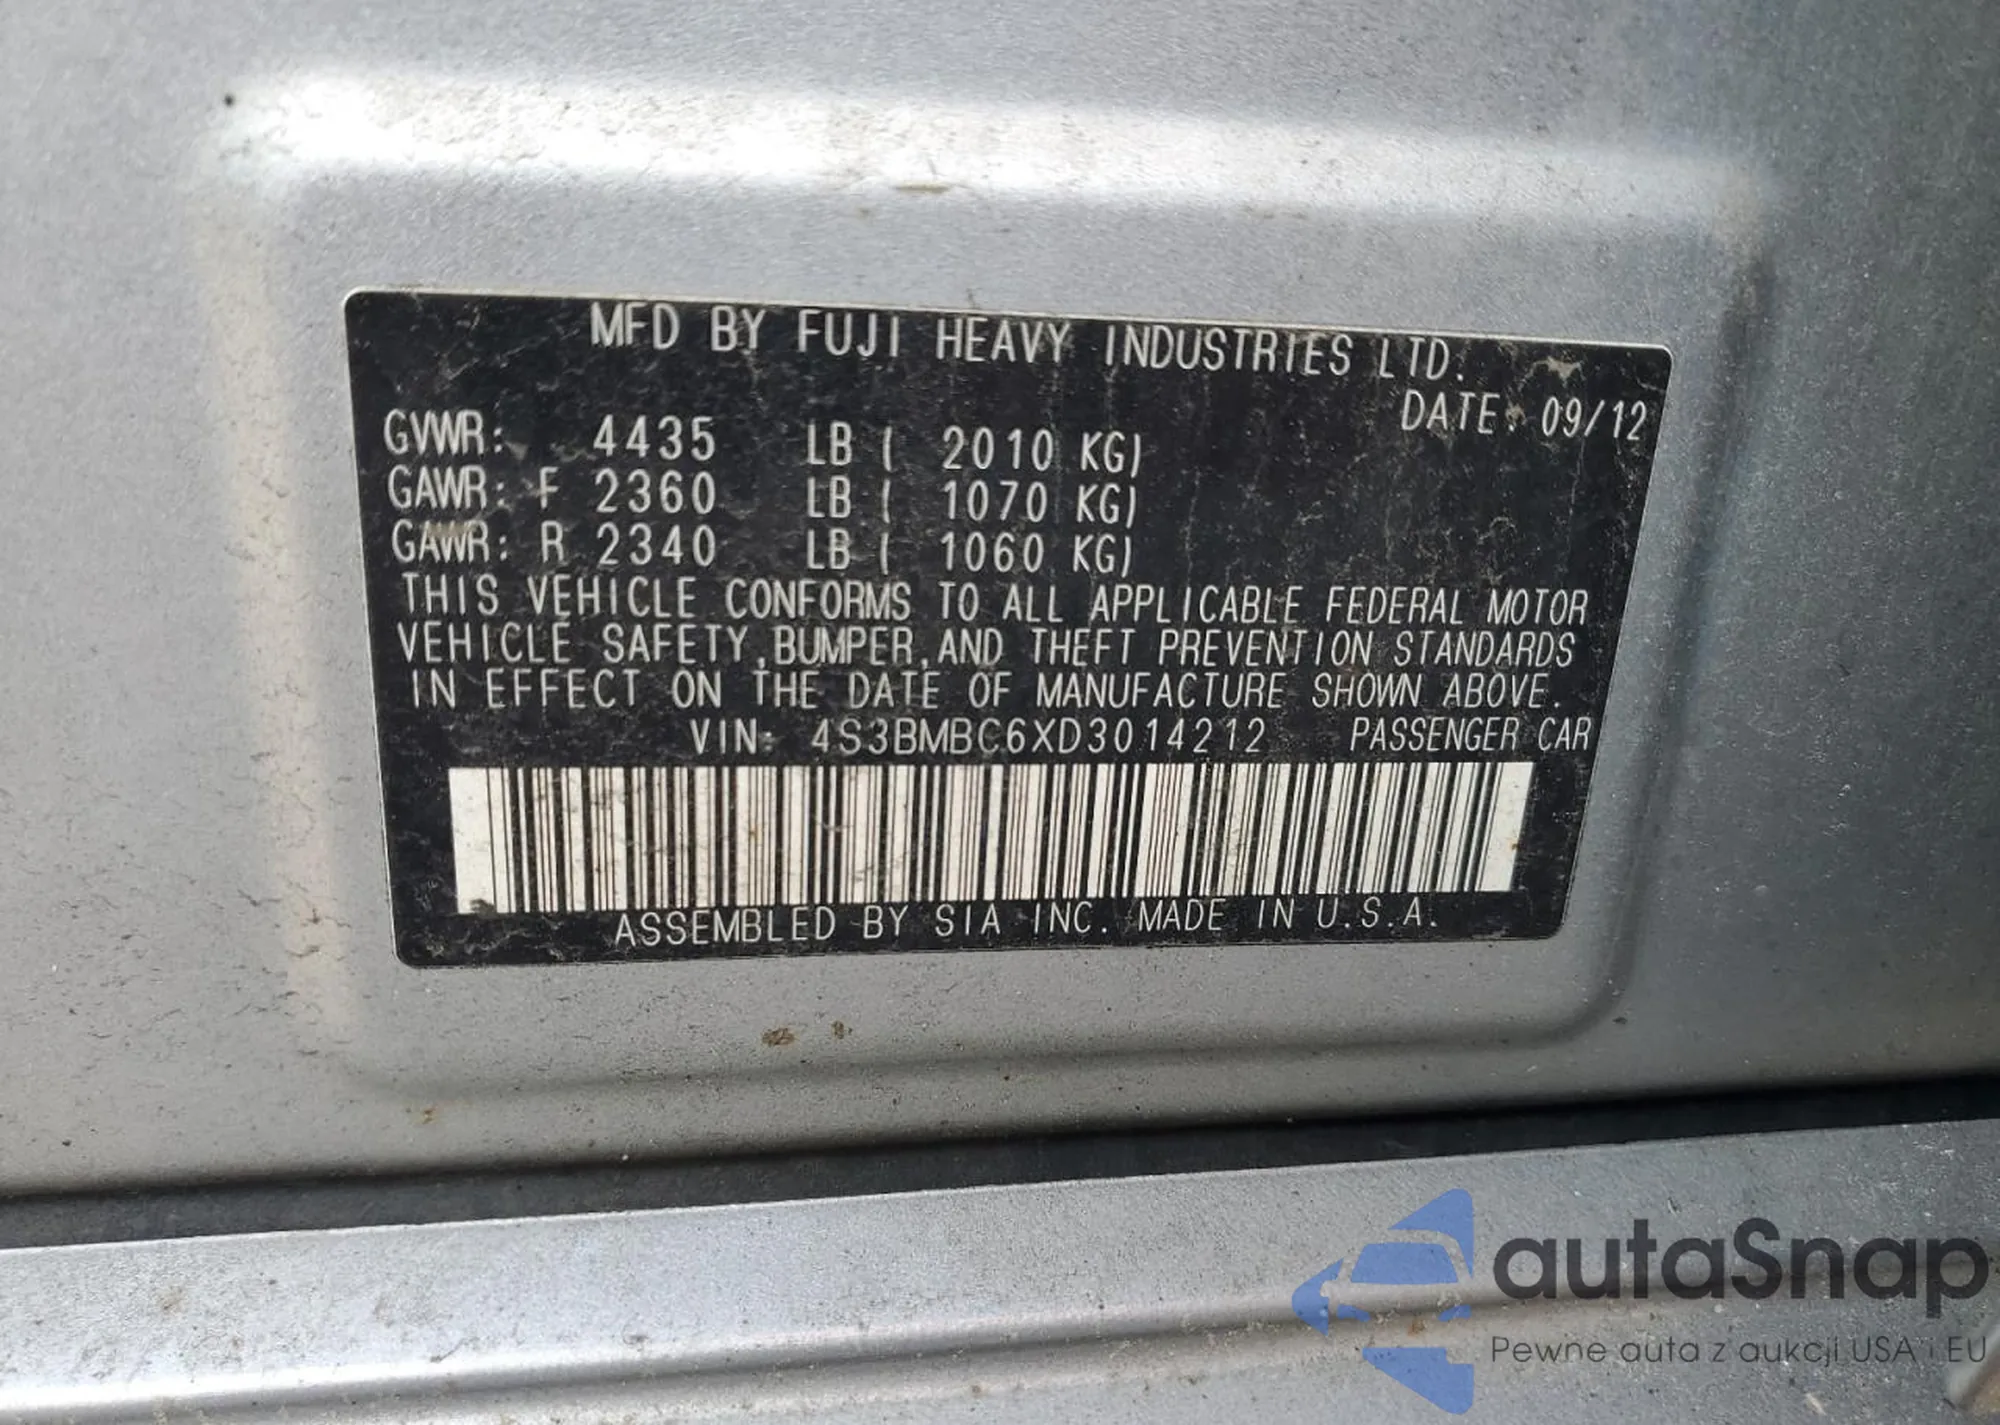 MFD BY FUJI HEAVY INDUSTRIES LTD.
DATE: 09/12
GVWR: 4435 LB ( 2010 KG)
GAWR: F 2360 LB ( 1070 KG)
GAWR: R 2340 LB ( 1060 KG)
THIS VEHICLE CONFORMS TO ALL APPLICABLE FEDERAL MOTOR
VEHICLE SAFETY,BUMPER,AND THEFT PREVENTION STANDARDS
IN EFFECT ON THE DATE OF MANUFACTURE SHOWN ABOVE.
VIN: 4S3BMBC6XD3014212 PASSENGER CAR
ASSEMBLED BY SIA INC. MADE IN U.S.A.
autaSnap
Pewne auta z aukcji USA i EU